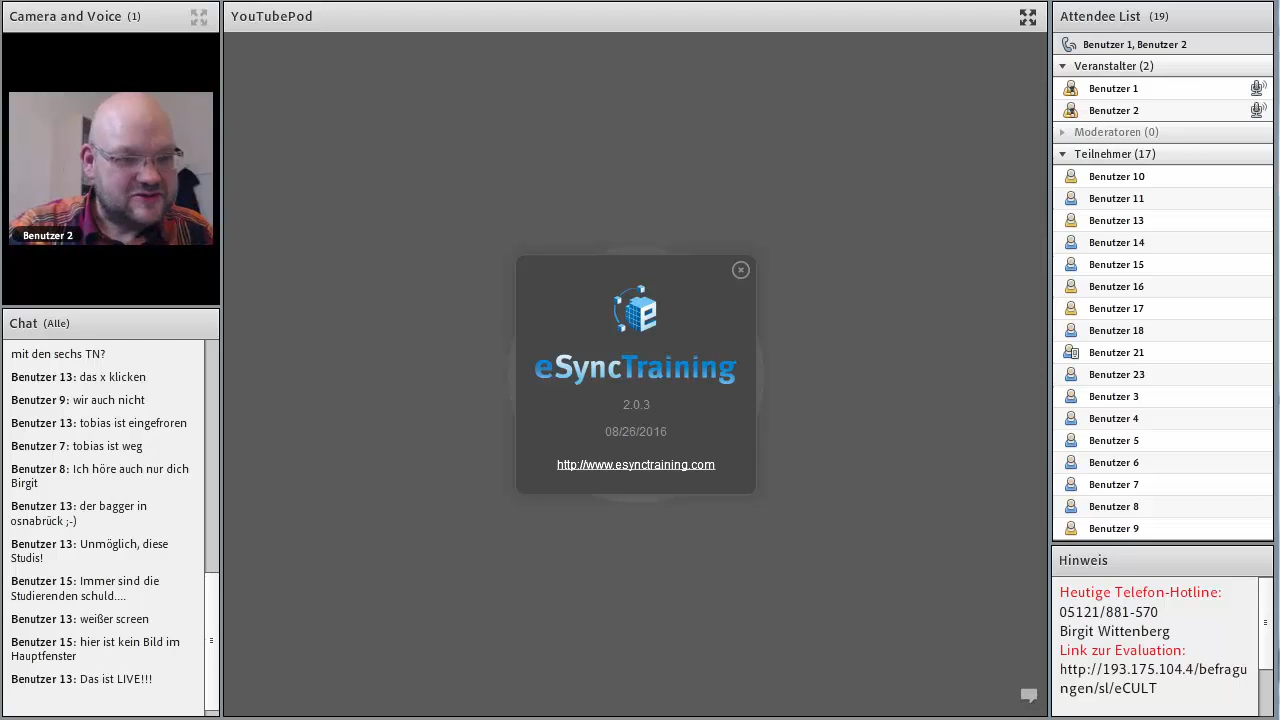 Camera and Voice (1)
Benutzer 2
Chat (Alle)
mit den sechs TN?
Benutzer 13: das x klicken
Benutzer 9: wir auch nicht
Benutzer 13: tobias ist eingefroren
Benutzer 7: tobias ist weg
Benutzer 8: Ich höre auch nur dich
Birgit
Benutzer 13: der bagger in
osnabrück ;-)
Benutzer 13: Unmöglich, diese
Studis!
Benutzer 15: Immer sind die
Studierenden schuld....
Benutzer 13: weißer screen
Benutzer 15: hier ist kein Bild im
Hauptfenster
Benutzer 13: Das ist LIVE!!!
YouTubePod
e
eSyncTraining
2.0.3
08/26/2016
http://www.esynctraining.com
Attendee List (19)
Benutzer 1, Benutzer 2
Veranstalter (2)
Benutzer 1
Benutzer 2
Moderatoren (0)
Teilnehmer (17)
Benutzer 10
Benutzer 11
Benutzer 13
Benutzer 14
Benutzer 15
Benutzer 16
Benutzer 17
Benutzer 18
Benutzer 21
Benutzer 23
Benutzer 3
Benutzer 4
Benutzer 5
Benutzer 6
Benutzer 7
Benutzer 8
Benutzer 9
Hinweis
Heutige Telefon-Hotline:
05121/881-570
Birgit Wittenberg
Link zur Evaluation:
http://193.175.104.4/befragu
ngen/sl/eCULT